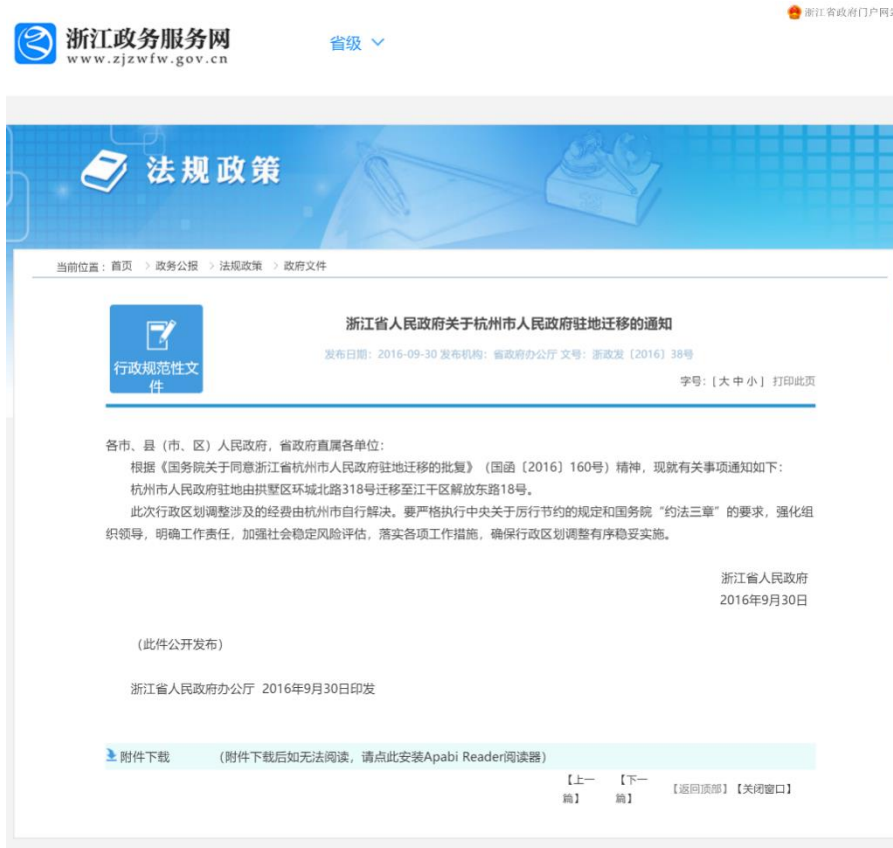 浙江省政府门户网
浙江政务服务网
www.zjzwfw.gov.cn
省级
法规政策
当前位置：首页 > 政务公报 > 法规政策 > 政府文件
行政规范性文
件
浙江省人民政府关于杭州市人民政府驻地迁移的通知
发布日期：2016-09-30 发布机构：省政府办公厅 文号：浙政发〔2016〕38号
字号：[ 大 中 小 ] 打印此页
各市、县（市、区）人民政府，省政府直属各单位：
根据《国务院关于同意浙江省杭州市人民政府驻地迁移的批复》（国函〔2016〕160号）精神，现就有关事项通知如下：
杭州市人民政府驻地由拱墅区环城北路318号迁移至江干区解放东路18号。
此次行政区划调整涉及的经费由杭州市自行解决。要严格执行中央关于厉行节约的规定和国务院“约法三章”的要求，强化组
织领导，明确工作责任，加强社会稳定风险评估，落实各项工作措施，确保行政区划调整有序稳妥实施。
浙江省人民政府
2016年9月30日
（此件公开发布）
浙江省人民政府办公厅 2016年9月30日印发
附件下载 （附件下载后如无法阅读，请点此安装Apabi Reader阅读器）
【上一 【下一
篇】 篇】
【返回顶部】【关闭窗口】